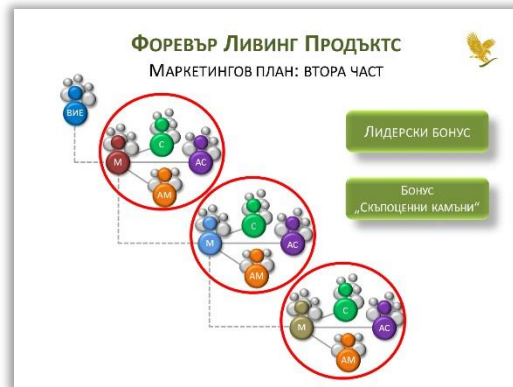 Форевър Ливинг Продъктс
Маркетингов план: втора част
ВИЕ
С
М
АС
АМ
Лидерски бонус
С
М
АС
АМ
Бонус
„Скъпоценни камъни“
С
М
АС
АМ